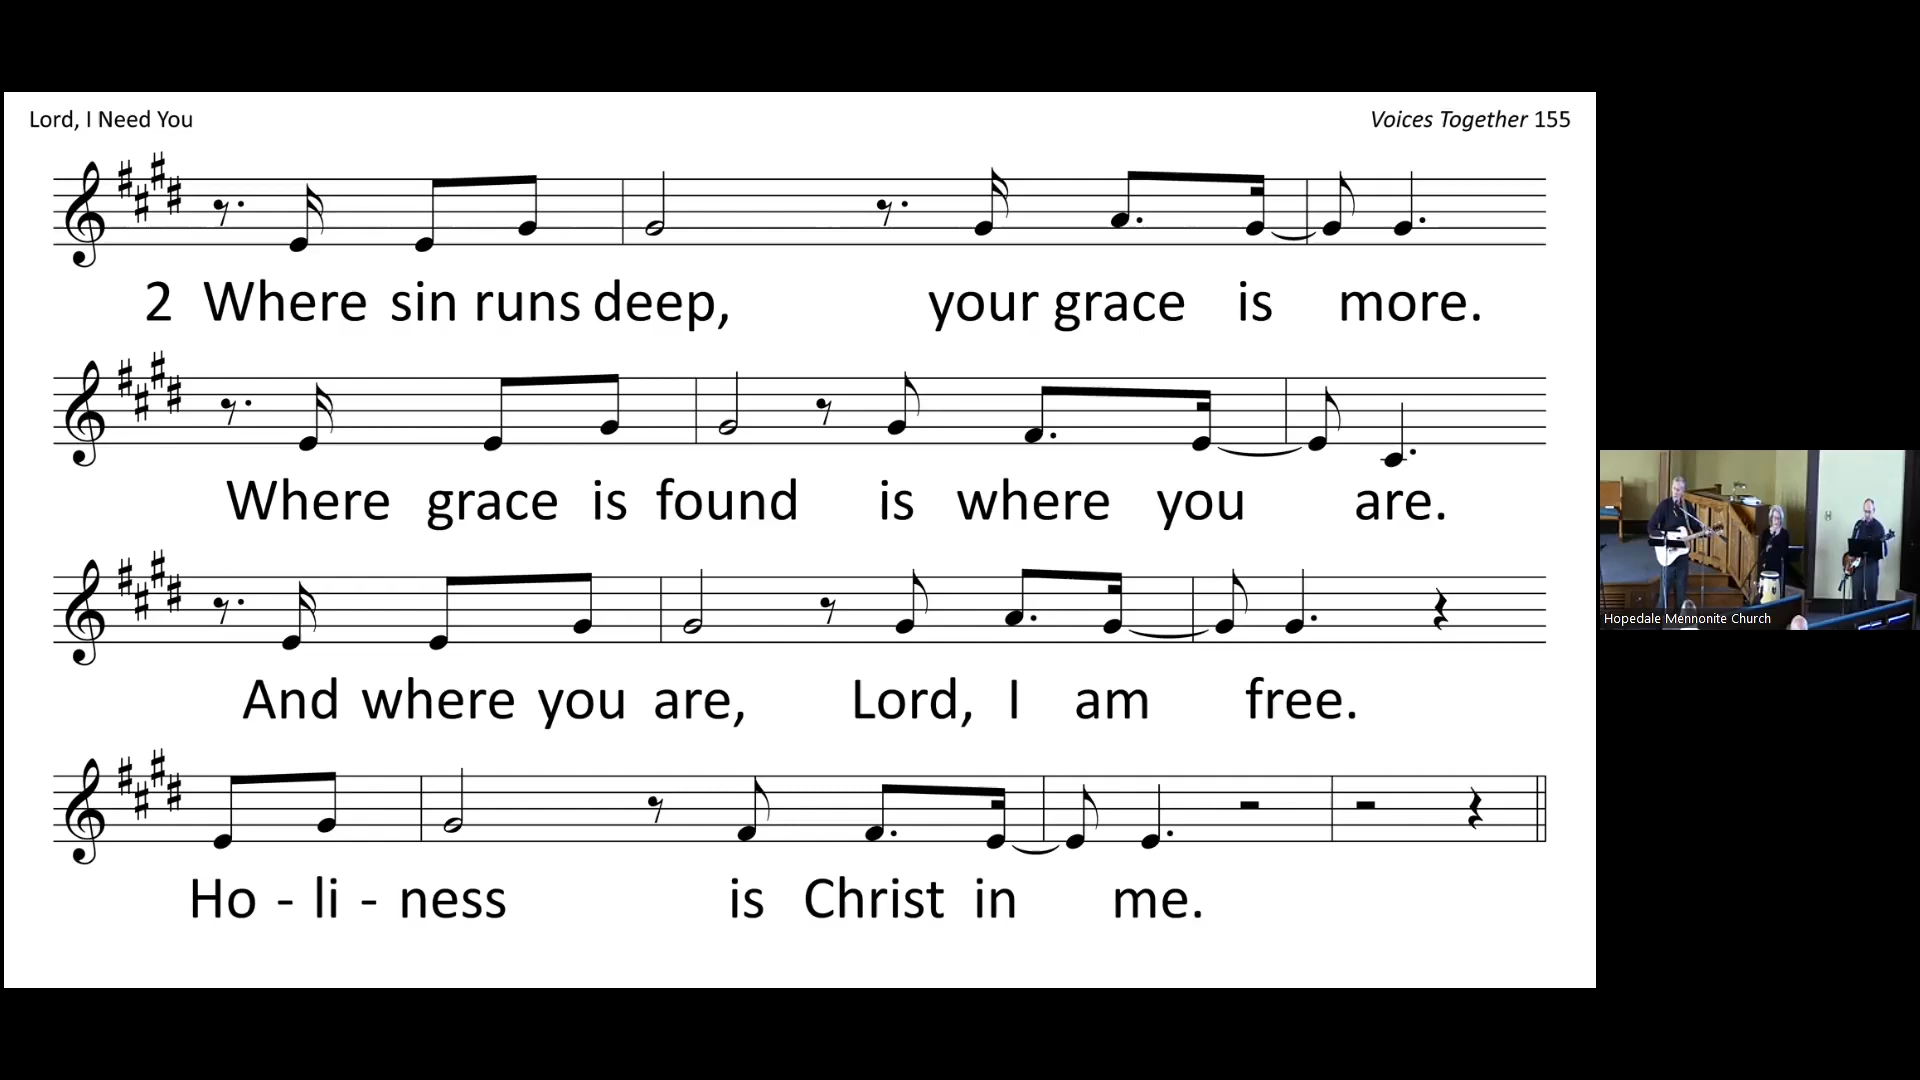 Lord, I Need You
Voices Together 155
2 Where sin runs deep, your grace is more.
Where grace is found is where you are.
And where you are, Lord, I am free.
Ho - li - ness is Christ in me.
Hopedale Mennonite Church